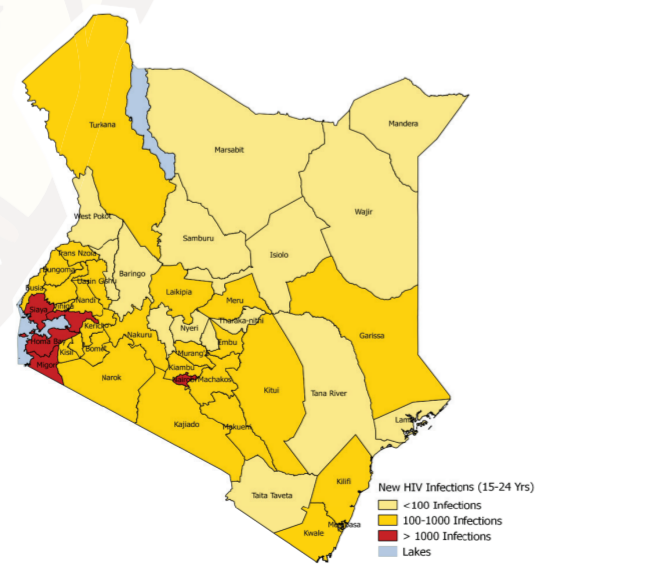 Turkana
Mandera
Marsabit
Wajir
West Pokot
Samburu
Isiolo
Trans Nzoia
Bungoma
Baringo
Uasin Gishu
Busia
Laikipia
Nandi
Meru
Siaya
Vihiga
Tharaka-nithi
Kericho
Nyeri
Nakuru
Garissa
Homa Bay
Kisii
Bomet
Embu
Murang'a
Kiambu
Migori
Narok
Nairobi
Machakos
Kitui
Tana River
Kajiado
Makueni
Lamu
Kilifi
Taita Taveta
Mombasa
Kwale
New HIV Infections (15-24 Yrs)
<100 Infections
100-1000 Infections
> 1000 Infections
Lakes